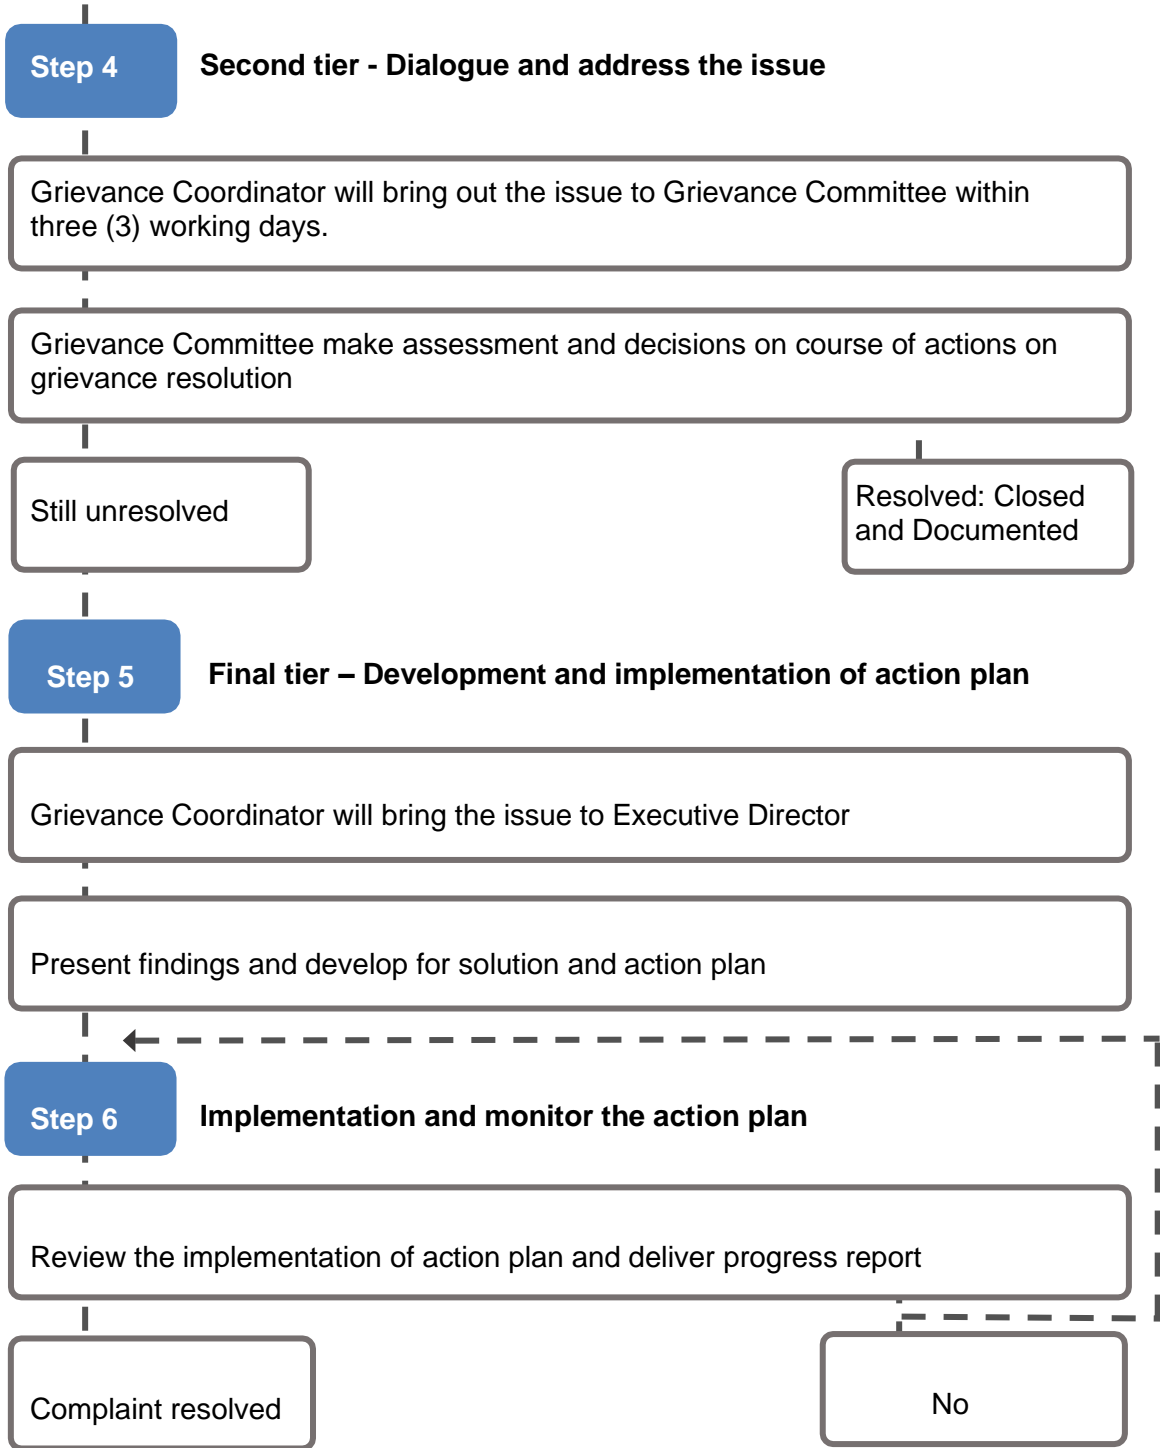 Step 4
Second tier - Dialogue and address the issue
Grievance Coordinator will bring out the issue to Grievance Committee within
three (3) working days.
Grievance Committee make assessment and decisions on course of actions on
grievance resolution
Still unresolved
Resolved: Closed
and Documented
Step 5
Final tier – Development and implementation of action plan
Grievance Coordinator will bring the issue to Executive Director
Present findings and develop for solution and action plan
Step 6
Implementation and monitor the action plan
Review the implementation of action plan and deliver progress report
Complaint resolved
No